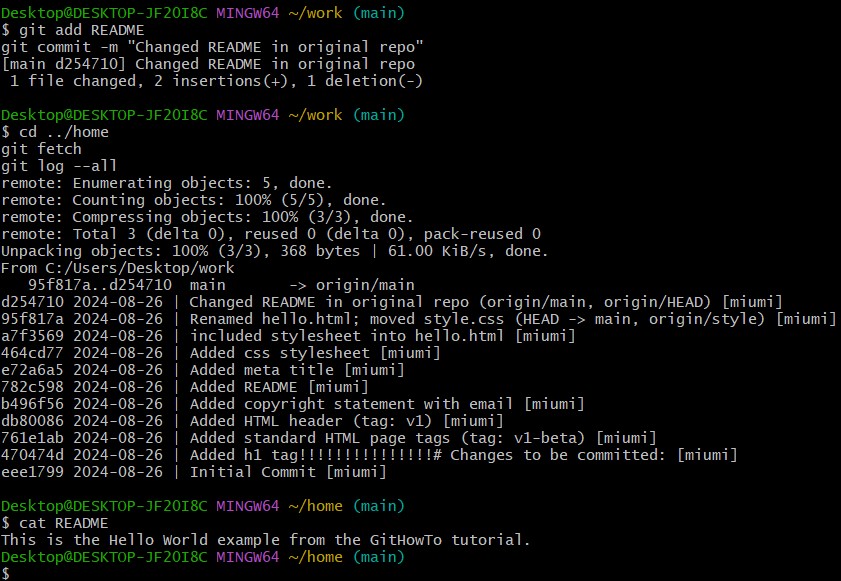 Desktop@DESKTOP-JF2OI8C MINGW64 ~/work (main)
$ git add README
git commit -m "Changed README in original repo"
[main d254710] Changed README in original repo
 1 file changed, 2 insertions(+), 1 deletion(-)

Desktop@DESKTOP-JF2OI8C MINGW64 ~/work (main)
$ cd ../home
git fetch
git log --all
remote: Enumerating objects: 5, done.
remote: Counting objects: 100% (5/5), done.
remote: Compressing objects: 100% (3/3), done.
remote: Total 3 (delta 0), reused 0 (delta 0), pack-reused 0
Unpacking objects: 100% (3/3), 368 bytes | 61.00 KiB/s, done.
From C:/Users/Desktop/work
   95f817a..d254710  main       -> origin/main
d254710 2024-08-26 | Changed README in original repo (origin/main, origin/HEAD) [miumi]
95f817a 2024-08-26 | Renamed hello.html; moved style.css (HEAD -> main, origin/style) [miumi]
a7f3569 2024-08-26 | included stylesheet into hello.html [miumi]
464cd77 2024-08-26 | Added css stylesheet [miumi]
e72a6a5 2024-08-26 | Added meta title [miumi]
782c598 2024-08-26 | Added README [miumi]
b496f56 2024-08-26 | Added copyright statement with email [miumi]
db80086 2024-08-26 | Added HTML header (tag: v1) [miumi]
761e1ab 2024-08-26 | Added standard HTML page tags (tag: v1-beta) [miumi]
470474d 2024-08-26 | Added h1 tag!!!!!!!!!!!!!!!# Changes to be committed: [miumi]
eee1799 2024-08-26 | Initial Commit [miumi]

Desktop@DESKTOP-JF2OI8C MINGW64 ~/home (main)
$ cat README
This is the Hello World example from the GitHowTo tutorial.
Desktop@DESKTOP-JF2OI8C MINGW64 ~/home (main)
$